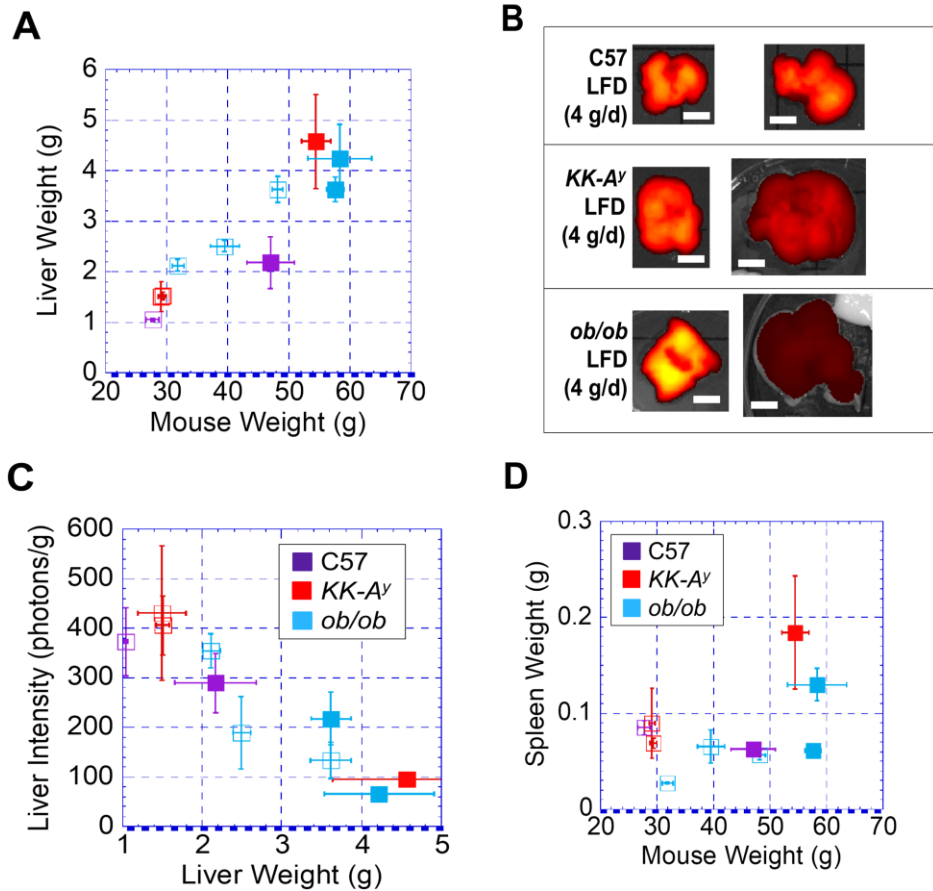 A
Liver Weight (g)
6
5
4
3
2
1
0
20 30 40 50 60 70
Mouse Weight (g)
B
C57
LFD
(4 g/d)
KK-Aʸ
LFD
(4 g/d)
ob/ob
LFD
(4 g/d)
C
Liver Intensity (photons/g)
600
500
400
300
200
100
0
1 2 3 4 5
Liver Weight (g)
C57
KK-Aʸ
ob/ob
D
Spleen Weight (g)
0.3
0.2
0.1
0
20 30 40 50 60 70
Mouse Weight (g)
C57
KK-Aʸ
ob/ob